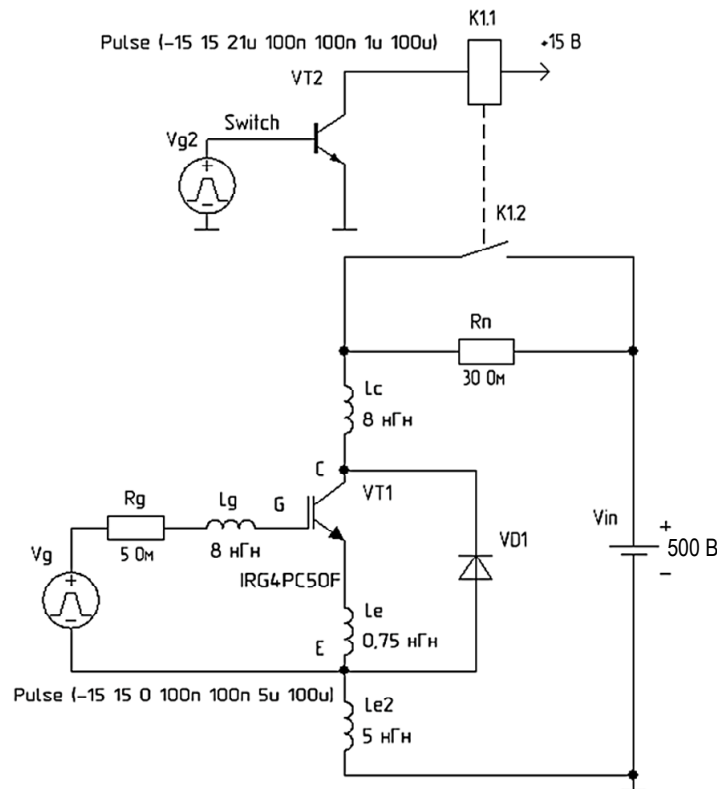 K1.1
Pulse (-15 15 21u 100n 100n 1u 100u)
+15 В
VT2
Switch
Vg2
+
−
K1.2
Rn
30 Ом
Lc
8 нГн
C
VT1
Rg
Lg
G
Vin
+
500 В
−
VD1
Vg
5 Ом
8 нГн
+
−
IRG4PC50F
Le
0,75 нГн
E
Pulse (-15 15 0 100n 100n 5u 100u)
Le2
5 нГн